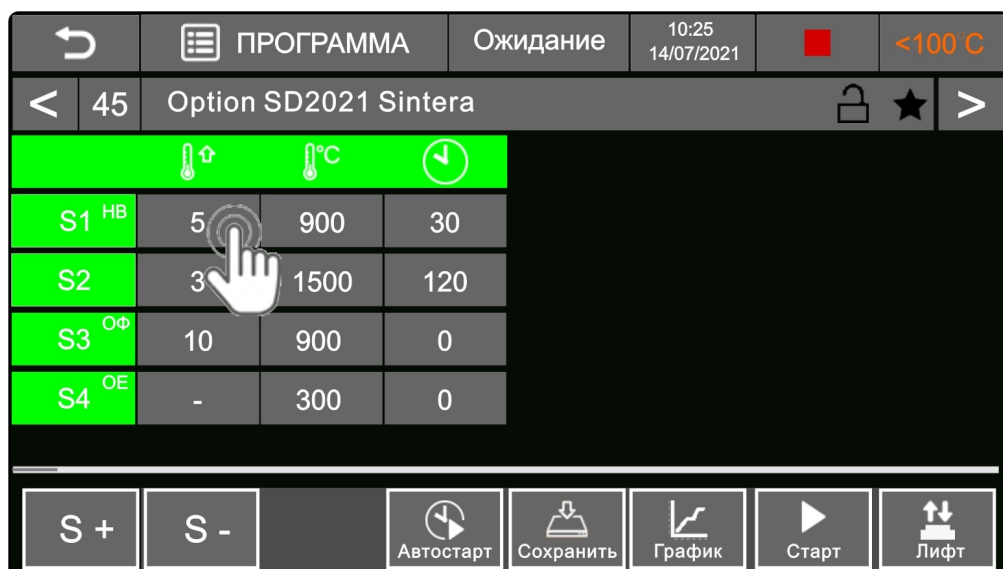 ПРОГРАММА Ожидание 10:25 <100°C
14/07/2021
< 45 Option SD2021 Sintera >
°C
S1 НВ 5 900 30
S2 3 1500 120
S3 ОФ 10 900 0
S4 ОЕ - 300 0
S + S - Автостарт Сохранить График Старт Лифт